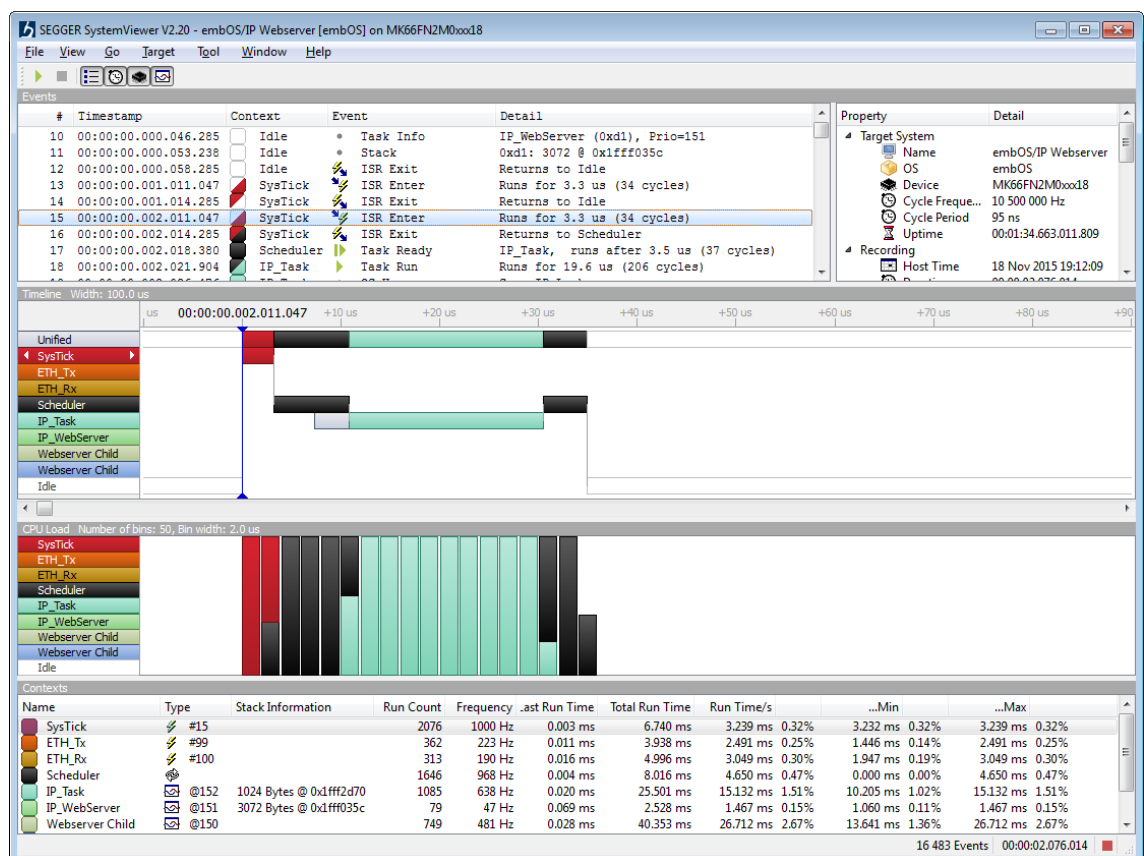 SEGGER SystemViewer V2.20 - embOS/IP Webserver [embOS] on MK66FN2M0xxx18
File View Go Target Tool Window Help
Events
# Timestamp Context Event Detail
10 00:00:00.000.046.285 Idle Task Info IP_WebServer (0xd1), Prio=151
11 00:00:00.000.053.238 Idle Stack 0xd1: 3072 @ 0x1fff035c
12 00:00:00.000.058.285 Idle ISR Exit Returns to Idle
13 00:00:00.001.011.047 SysTick ISR Enter Runs for 3.3 us (34 cycles)
14 00:00:00.001.014.285 SysTick ISR Exit Returns to Idle
15 00:00:00.002.011.047 SysTick ISR Enter Runs for 3.3 us (34 cycles)
16 00:00:00.002.014.285 SysTick ISR Exit Returns to Scheduler
17 00:00:00.002.018.380 Scheduler Task Ready IP_Task, runs after 3.5 us (37 cycles)
18 00:00:00.002.021.904 IP_Task Task Run Runs for 19.6 us (206 cycles)
Property Detail
Target System
Name embOS/IP Webserver
OS embOS
Device MK66FN2M0xxx18
Cycle Freque... 10 500 000 Hz
Cycle Period 95 ns
Uptime 00:01:34.663.011.809
Recording
Host Time 18 Nov 2015 19:12:09
Timeline Width: 100.0 us
us 00:00:00.002.011.047 +10 us +20 us +30 us +40 us +50 us +60 us +70 us +80 us +90
Unified
SysTick
ETH_Tx
ETH_Rx
Scheduler
IP_Task
IP_WebServer
Webserver Child
Webserver Child
Idle
CPU Load Number of bins: 50, Bin width: 2.0 us
SysTick
ETH_Tx
ETH_Rx
Scheduler
IP_Task
IP_WebServer
Webserver Child
Webserver Child
Idle
Contexts
Name Type Stack Information Run Count Frequency .ast Run Time Total Run Time Run Time/s ...Min ...Max
SysTick #15 2076 1000 Hz 0.003 ms 6.740 ms 3.239 ms 0.32% 3.232 ms 0.32% 3.239 ms 0.32%
ETH_Tx #99 362 223 Hz 0.011 ms 3.938 ms 2.491 ms 0.25% 1.446 ms 0.14% 2.491 ms 0.25%
ETH_Rx #100 313 190 Hz 0.016 ms 4.996 ms 3.049 ms 0.30% 1.947 ms 0.19% 3.049 ms 0.30%
Scheduler 1646 968 Hz 0.004 ms 8.016 ms 4.650 ms 0.47% 0.000 ms 0.00% 4.650 ms 0.47%
IP_Task @152 1024 Bytes @ 0x1fff2d70 1085 638 Hz 0.020 ms 25.501 ms 15.132 ms 1.51% 10.205 ms 1.02% 15.132 ms 1.51%
IP_WebServer @151 3072 Bytes @ 0x1fff035c 79 47 Hz 0.069 ms 2.528 ms 1.467 ms 0.15% 1.060 ms 0.11% 1.467 ms 0.15%
Webserver Child @150 749 481 Hz 0.028 ms 40.353 ms 26.712 ms 2.67% 13.641 ms 1.36% 26.712 ms 2.67%
16 483 Events 00:00:02.076.014